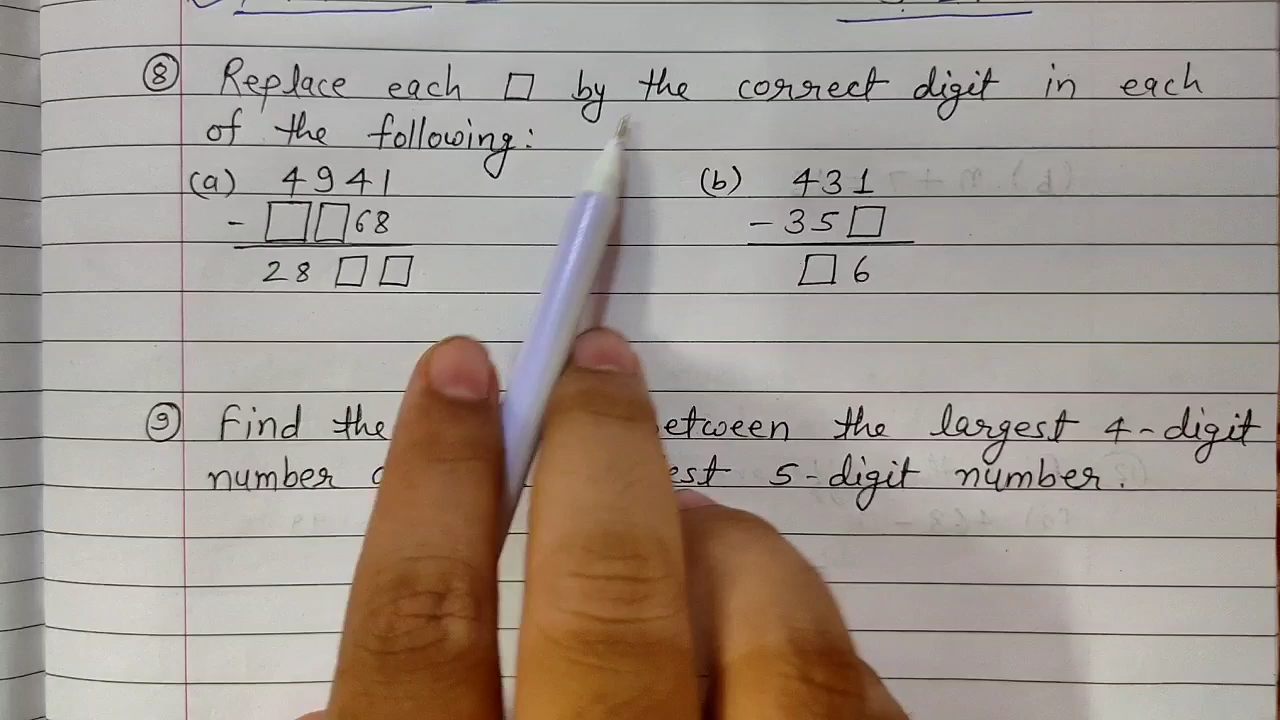 ⑧ Replace each □ by the correct digit in each
of the following:
(a) 4941 (b) 431
- □□68 - 35□
28□□ □6
⑨ Find the etween the largest 4-digit
number est 5-digit number.